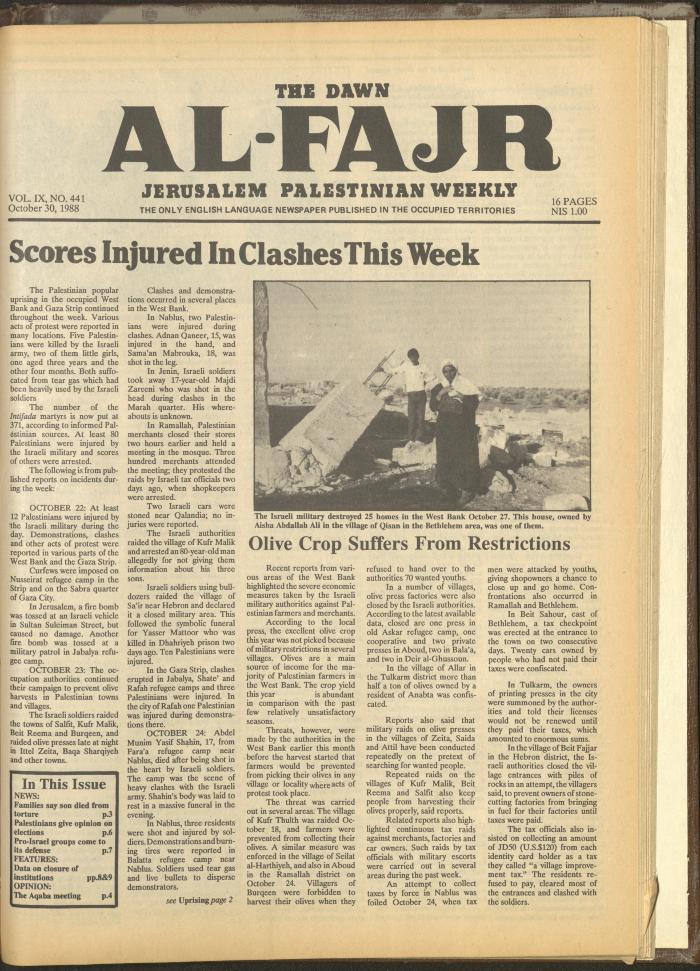 THE DAWN
AL-FAJR
JERUSALEM PALESTINIAN WEEKLY
VOL. IX, NO. 441
October 30, 1988
THE ONLY ENGLISH LANGUAGE NEWSPAPER PUBLISHED IN THE OCCUPIED TERRITORIES
16 PAGES
NIS 1.00
Scores Injured In Clashes This Week
The Palestinian popular
uprising in the occupied West
Bank and Gaza Strip continued
throughout the week. Various
acts of protest were reported in
many locations. Five Palestin-
ians were killed by the Israeli
army, two of them little girls,
one aged three years and the
other four months. Both suffo-
cated from tear gas which had
been heavily used by the Israeli
soldiers
The number of the
Intifada martyrs is now put at
371, according to informed Pal-
estinian sources. At least 80
Palestinians were injured by
the Israeli military and scores
of others were arrested.
The following is from pub-
lished reports on incidents dur-
ing the week:
OCTOBER 22: At least
12 Palestinians were injured by
the Israeli military during the
day. Demonstrations, clashes
and other acts of protest were
reported in various parts of the
West Bank and the Gaza Strip.
Curfews were imposed on
Nusseirat refugee camp in the
Strip and on the Sabra quarter
of Gaza City.
In Jerusalem, a fire bomb
was tossed at an Israeli vehicle
in Sultan Suleiman Street, but
caused no damage. Another
fire bomb was tossed at a
military patrol in Jabalya refu-
gee camp.
OCTOBER 23: The oc-
cupation authorities continued
their campaign to prevent olive
harvests in Palestinian towns
and villages.
The Israeli soldiers raided
the towns of Salfit, Kufr Malik,
Beit Reema and Burqeen, and
raided olive presses late at night
in Itel Zeita, Baqa Sharqiyeh
and other towns.
In This Issue
NEWS:
Families say son died from
torture p.3
Palestinians give opinion on
elections p.6
Pro-Israel groups come to
its defense p.7
FEATURES:
Data on closure of
institutions pp.8&9
OPINION:
The Aqaba meeting p.4
Clashes and demonstra-
tions occurred in several places
in the West Bank.
In Nablus, two Palestin-
ians were injured during
clashes. Adnan Qaneer, 15, was
injured in the hand, and
Sama'an Mabrouka, 18, was
shot in the leg.
In Jenin, Israeli soldiers
took away 17-year-old Majdi
Zareeni who was shot in the
head during clashes in the
Marah quarter. His where-
abouts is unknown.
In Ramallah, Palestinian
merchants closed their stores
two hours earlier and held a
meeting in the mosque. Three
hundred merchants attended
the meeting; they protested the
raids by Israeli tax officials two
days ago, when shopkeepers
were arrested.
Two Israeli cars were
stoned near Qalandia; no in-
juries were reported.
The Israeli authorities
raided the village of Kufr Malik
and arrested an 80-year-old man
allegedly for not giving them
information about his three
sons.
Israeli soldiers using bull-
dozers raided the village of
Sa'ir near Hebron and declared
it a closed military area. This
followed the symbolic funeral
for Yasser Mattoor who was
killed in Dhahriyeh prison two
days ago. Ten Palestinians were
injured.
In the Gaza Strip, clashes
erupted in Jabalya, Shate' and
Rafah refugee camps and three
Palestinians were injured. In
the city of Rafah one Palestinian
was injured during demonstra-
tions there.
OCTOBER 24: Abdel
Munim Yasif Shahin, 17, from
Fara'a refugee camp near
Nablus, died after being shot in
the heart by Israeli soldiers.
The camp was the scene of
heavy clashes with the Israeli
army. Shahin's body was laid to
rest in a massive funeral in the
evening.
In Nablus, three residents
were shot and injured by sol-
diers. Demonstrations and burn-
ing tires were reported in
Balatta refugee camp near
Nablus. Soldiers used tear gas
and live bullets to disperse
demonstrators.
see Uprising page 2
The Israeli military destroyed 25 homes in the West Bank October 27. This house, owned by
Aisha Abdallah Ali in the village of Qisan in the Bethlehem area, was one of them.
Olive Crop Suffers From Restrictions
Recent reports from vari-
ous areas of the West Bank
highlighted the severe economic
measures taken by the Israeli
military authorities against Pal-
estinian farmers and merchants.
According to the local
press, the excellent olive crop
this year was not picked because
of military restrictions in several
villages. Olives are a main
source of income for the ma-
jority of Palestinian farmers in
the West Bank. The crop yield
this year is abundant
in comparison with the past
few relatively unsatisfactory
seasons.
Threats, however, were
made by the authorities in the
West Bank earlier this month
before the harvest started that
farmers would be prevented
from picking their olives in any
village or locality where acts of
protest took place.
The threat was carried
out in several areas. The village
of Kufr Thulth was raided Oc-
tober 18, and farmers were
prevented from collecting their
olives. A similar measure was
enforced in the village of Seilat
al-Harthiyeh, and also in Aboud
in the Ramallah district on
October 24. Villagers of
Burqeen were forbidden to
harvest their olives when they
refused to hand over to the
authorities 70 wanted youths.
In a number of villages,
olive press factories were also
closed by the Israeli authorities.
According to the latest available
data, closed are one press in
old Askar refugee camp, one
cooperative and two private
presses in Aboud, two in Bala'a,
and two in Deir al-Ghussoun.
In the village of Allar in
the Tulkarm district more than
half a ton of olives owned by a
resident of Anabta was confis-
cated.
Reports also said that
military raids on olive presses
in the villages of Zeita, Saida
and Attil have been conducted
repeatedly on the pretext of
searching for wanted people.
Repeated raids on the
villages of Kufr Malik, Beit
Reema and Salfit also keep
people from harvesting their
olives properly, said reports.
Related reports also high-
lighted continuous tax raids
against merchants, factories and
car owners. Such raids by tax
officials with military escorts
were carried out in several
areas during the past week.
An attempt to collect
taxes by force in Nablus was
foiled October 24, when tax
men were attacked by youths,
giving shopowners a chance to
close up and go home. Con-
frontations also occurred in
Ramallah and Bethlehem.
In Beit Sahour, east of
Bethlehem, a tax checkpoint
was erected at the entrance to
the town on two consecutive
days. Twenty cars owned by
people who had not paid their
taxes were confiscated.
In Tulkarm, the owners
of printing presses in the city
were summoned by the author-
ities and told their licenses
would not be renewed until
they paid their taxes, which
amounted to enormous sums.
In the village of Beit Fajjar
in the Hebron district, the Is-
raeli authorities closed the vil-
lage entrances with piles of
rocks in an attempt, the villagers
said, to prevent owners of stone-
cutting factories from bringing
in fuel for their factories until
taxes were paid.
The tax officials also in-
sisted on collecting an amount
of JD50 (U.S.$120) from each
identity card holder as a tax
they called "a village improve-
ment tax." The residents re-
fused to pay, cleared most of
the entrances and clashed with
the soldiers.